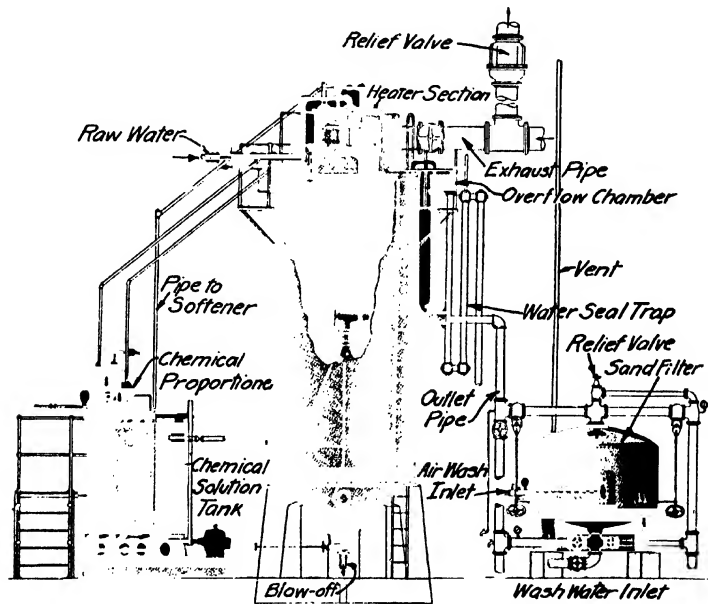 Relief Valve
Heater Section
Raw Water
Exhaust Pipe
Overflow Chamber
Vent
Pipe to
Softener
Water Seal Trap
Relief Valve
Sand Filter
Chemical
Proportione
Outlet
Pipe
Air Wash
Inlet
Chemical
Solution
Tank
Blow-off
Wash Water Inlet